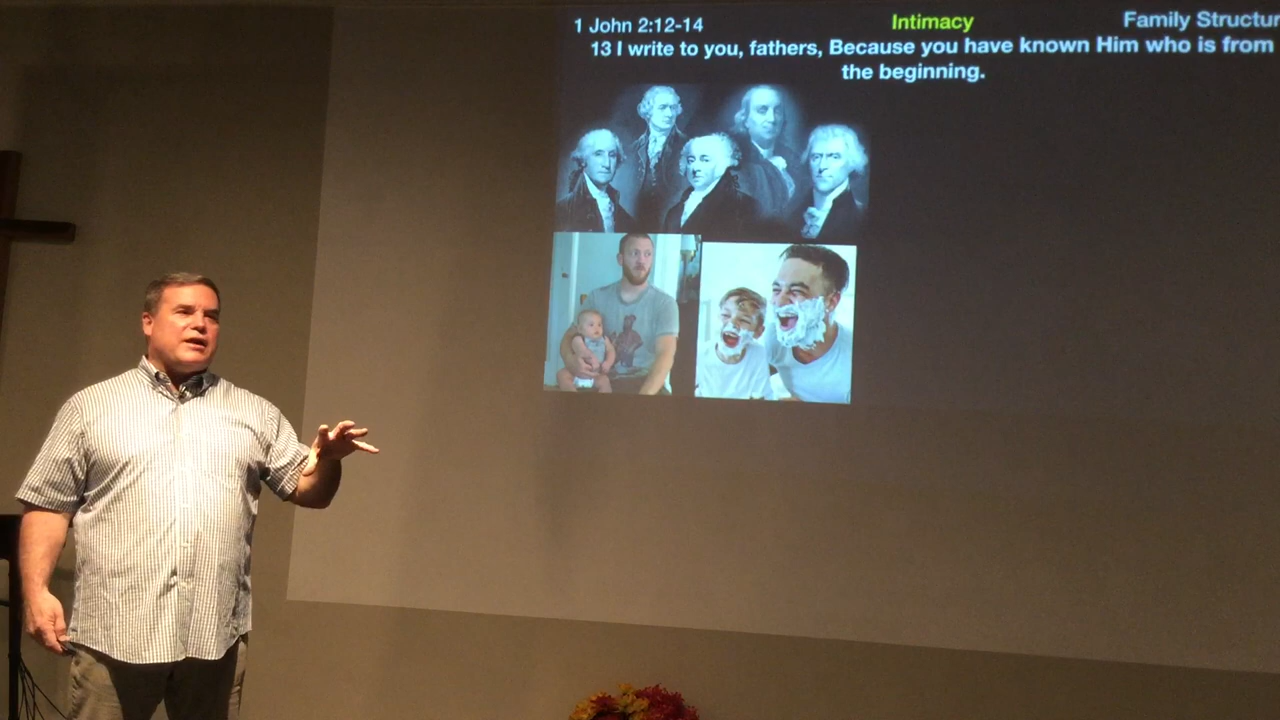 1 John 2:12-14 Intimacy Family Structur
13 I write to you, fathers, Because you have known Him who is from
the beginning.